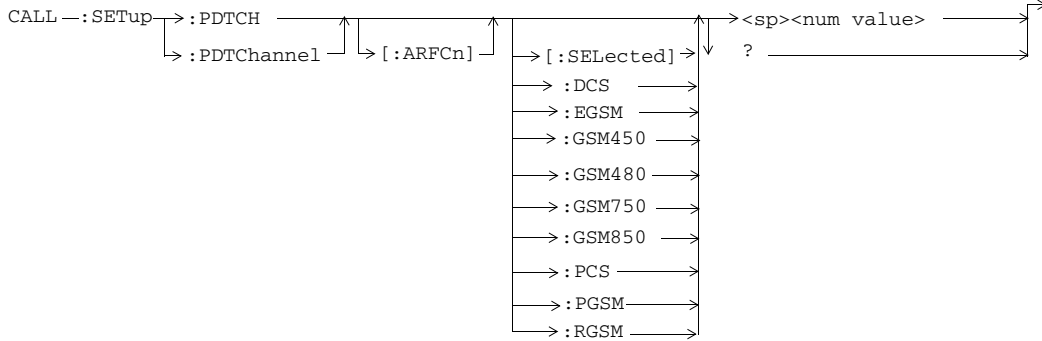 CALL :SETup :PDTCH <sp><num value>
:PDTChannel [:ARFCn] [:SELected] ?
:DCS
:EGSM
:GSM450
:GSM480
:GSM750
:GSM850
:PCS
:PGSM
:RGSM